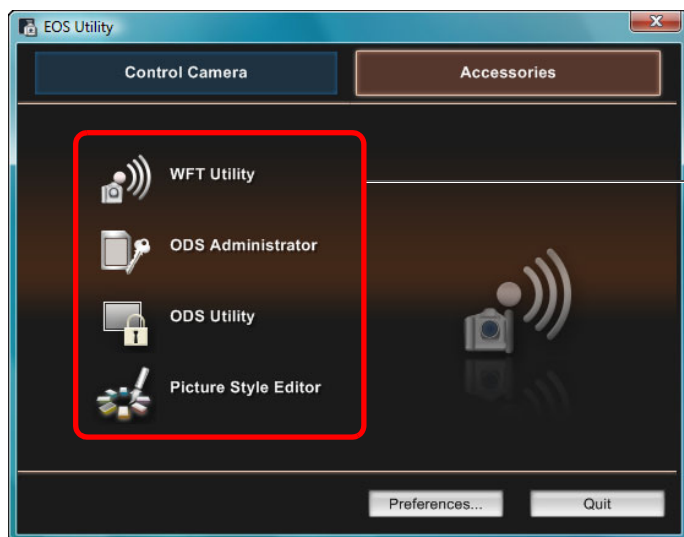 EOS Utility
Control Camera
Accessories
WFT Utility
ODS Administrator
ODS Utility
Picture Style Editor
Preferences...
Quit